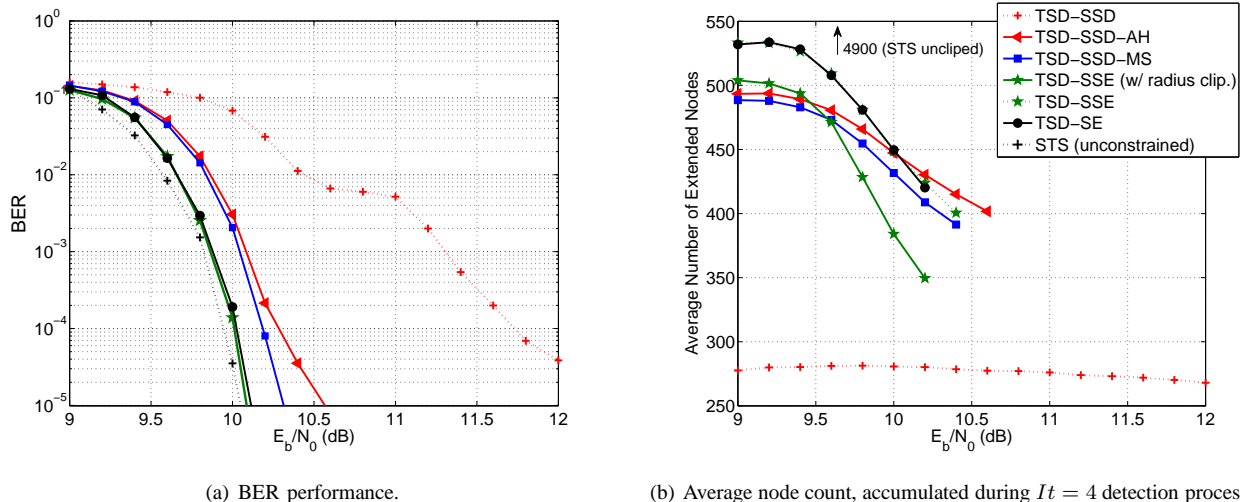 10^0
10^-1
10^-2
10^-3
10^-4
10^-5
BER
9 9.5 10 10.5 11 11.5 12
E_b/N_0 (dB)
(a) BER performance.
550
500
450
400
350
300
250
Average Number of Extended Nodes
4900 (STS uncliped)
TSD−SSD
TSD−SSD−AH
TSD−SSD−MS
TSD−SSE (w/ radius clip.)
TSD−SSE
TSD−SE
STS (unconstrained)
9 9.5 10 10.5 11 11.5 12
E_b/N_0 (dB)
(b) Average node count, accumulated during It = 4 detection proces